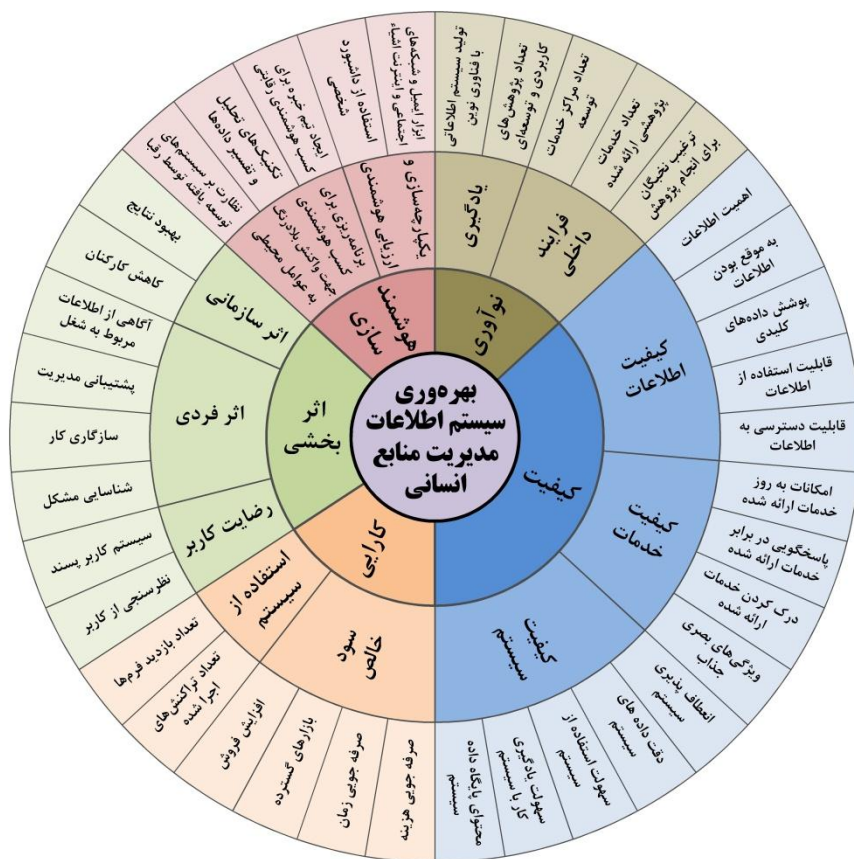 بهره‌وری
سیستم اطلاعات
مدیریت منابع
انسانی
نوآوری
کیفیت
کارایی
اثر
بخشی
هوشمند
سازی
یادگیری
فرایند
داخلی
کیفیت
اطلاعات
کیفیت
خدمات
کیفیت
سیستم
سود
خالص
استفاده از
سیستم
رضایت کاربر
اثر فردی
اثر سازمانی
برنامه‌ریزی برای
کسب هوشمندی
جهت واکنش بلادرنگ
به عوامل محیطی
یکپارچه‌سازی و
ارزیابی هوشمندی
تولید سیستم اطلاعاتی
با فناوری نوین
تعداد پژوهش‌های
کاربردی و توسعه‌ای
تعداد مراکز خدمات
توسعه
تعداد خدمات
پژوهشی ارائه شده
ترغیب نخبگان
برای انجام پژوهش
اهمیت اطلاعات
به موقع بودن
اطلاعات
پوشش داده‌های
کلیدی
قابلیت استفاده از
اطلاعات
قابلیت دسترسی به
اطلاعات
امکانات به روز
خدمات ارائه شده
پاسخگویی در برابر
خدمات ارائه شده
درک کردن خدمات
ارائه شده
ویژگی‌های بصری
جذاب
انعطاف پذیری
سیستم
دقت داده های
سیستم
سهولت استفاده از
سیستم
سهولت یادگیری
کار با سیستم
محتوای پایگاه داده
سیستم
صرفه جویی هزینه
صرفه جویی زمان
بازارهای گسترده
افزایش فروش
تعداد تراکنش‌های
اجرا شده
تعداد بازدید فرم‌ها
نظرسنجی از کاربر
سیستم کاربر پسند
شناسایی مشکل
سازگاری کار
پشتیبانی مدیریت
آگاهی از اطلاعات
مربوط به شغل
کاهش کارکنان
بهبود نتایج
نظارت بر سیستم‌های
توسعه یافته توسط رقبا
تکنیک‌های تحلیل
و تفسیر داده‌ها
ایجاد تیم خبره برای
کسب هوشمندی رقابتی
استفاده از داشبورد
شخصی
ابزار ایمیل و شبکه‌های
اجتماعی و اینترنت اشیاء